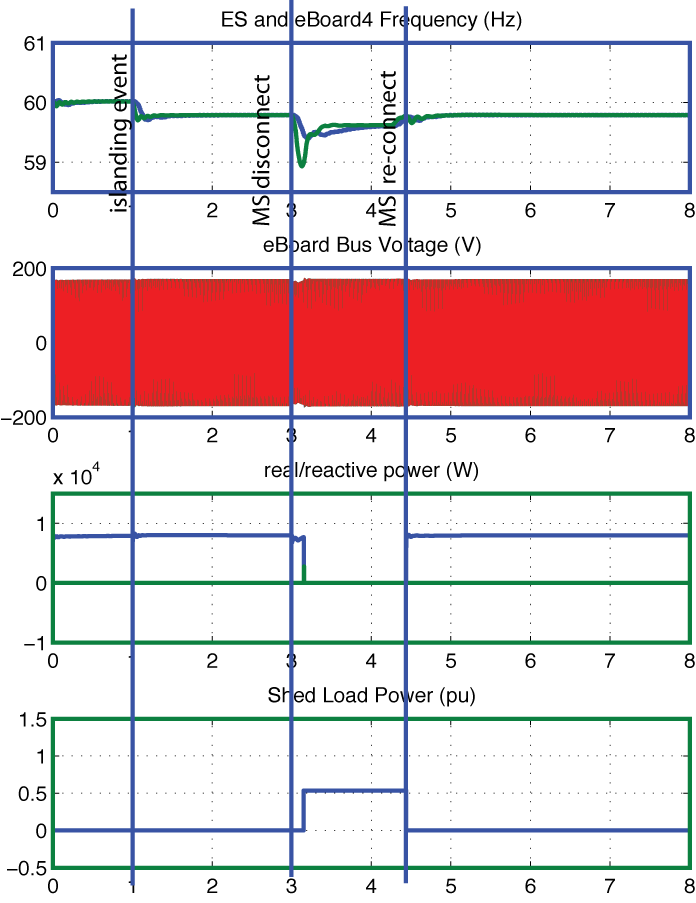 ES and eBoard4 Frequency (Hz)
61
60
59
islanding event
MS disconnect
MS re-connect
0 1 2 3 4 5 6 7 8
eBoard Bus Voltage (V)
200
0
−200
0 1 2 3 4 5 6 7 8
real/reactive power (W)
x 10^4
1
0
−1
0 1 2 3 4 5 6 7 8
Shed Load Power (pu)
1.5
1
0.5
0
−0.5
0 1 2 3 4 5 6 7 8